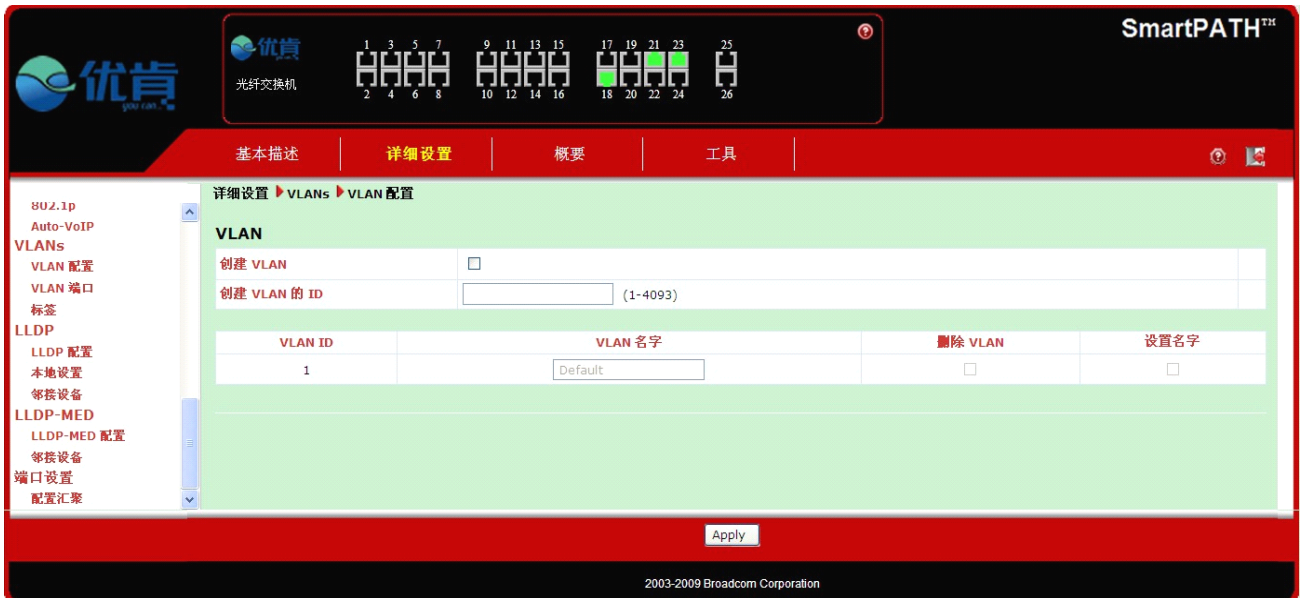 SmartPATH™
优肯
you can..
优肯
光纤交换机
1 3 5 7 9 11 13 15 17 19 21 23 25
2 4 6 8 10 12 14 16 18 20 22 24 26
基本描述 详细设置 概要 工具
802.1p
Auto-VoIP
VLANs
VLAN 配置
VLAN 端口
标签
LLDP
LLDP 配置
本地设置
邻接设备
LLDP-MED
LLDP-MED 配置
邻接设备
端口设置
配置汇聚
详细设置 VLANs VLAN 配置
VLAN
创建 VLAN
创建 VLAN 的 ID (1-4093)
VLAN ID VLAN 名字 删除 VLAN 设置名字
1 Default
Apply
2003-2009 Broadcom Corporation